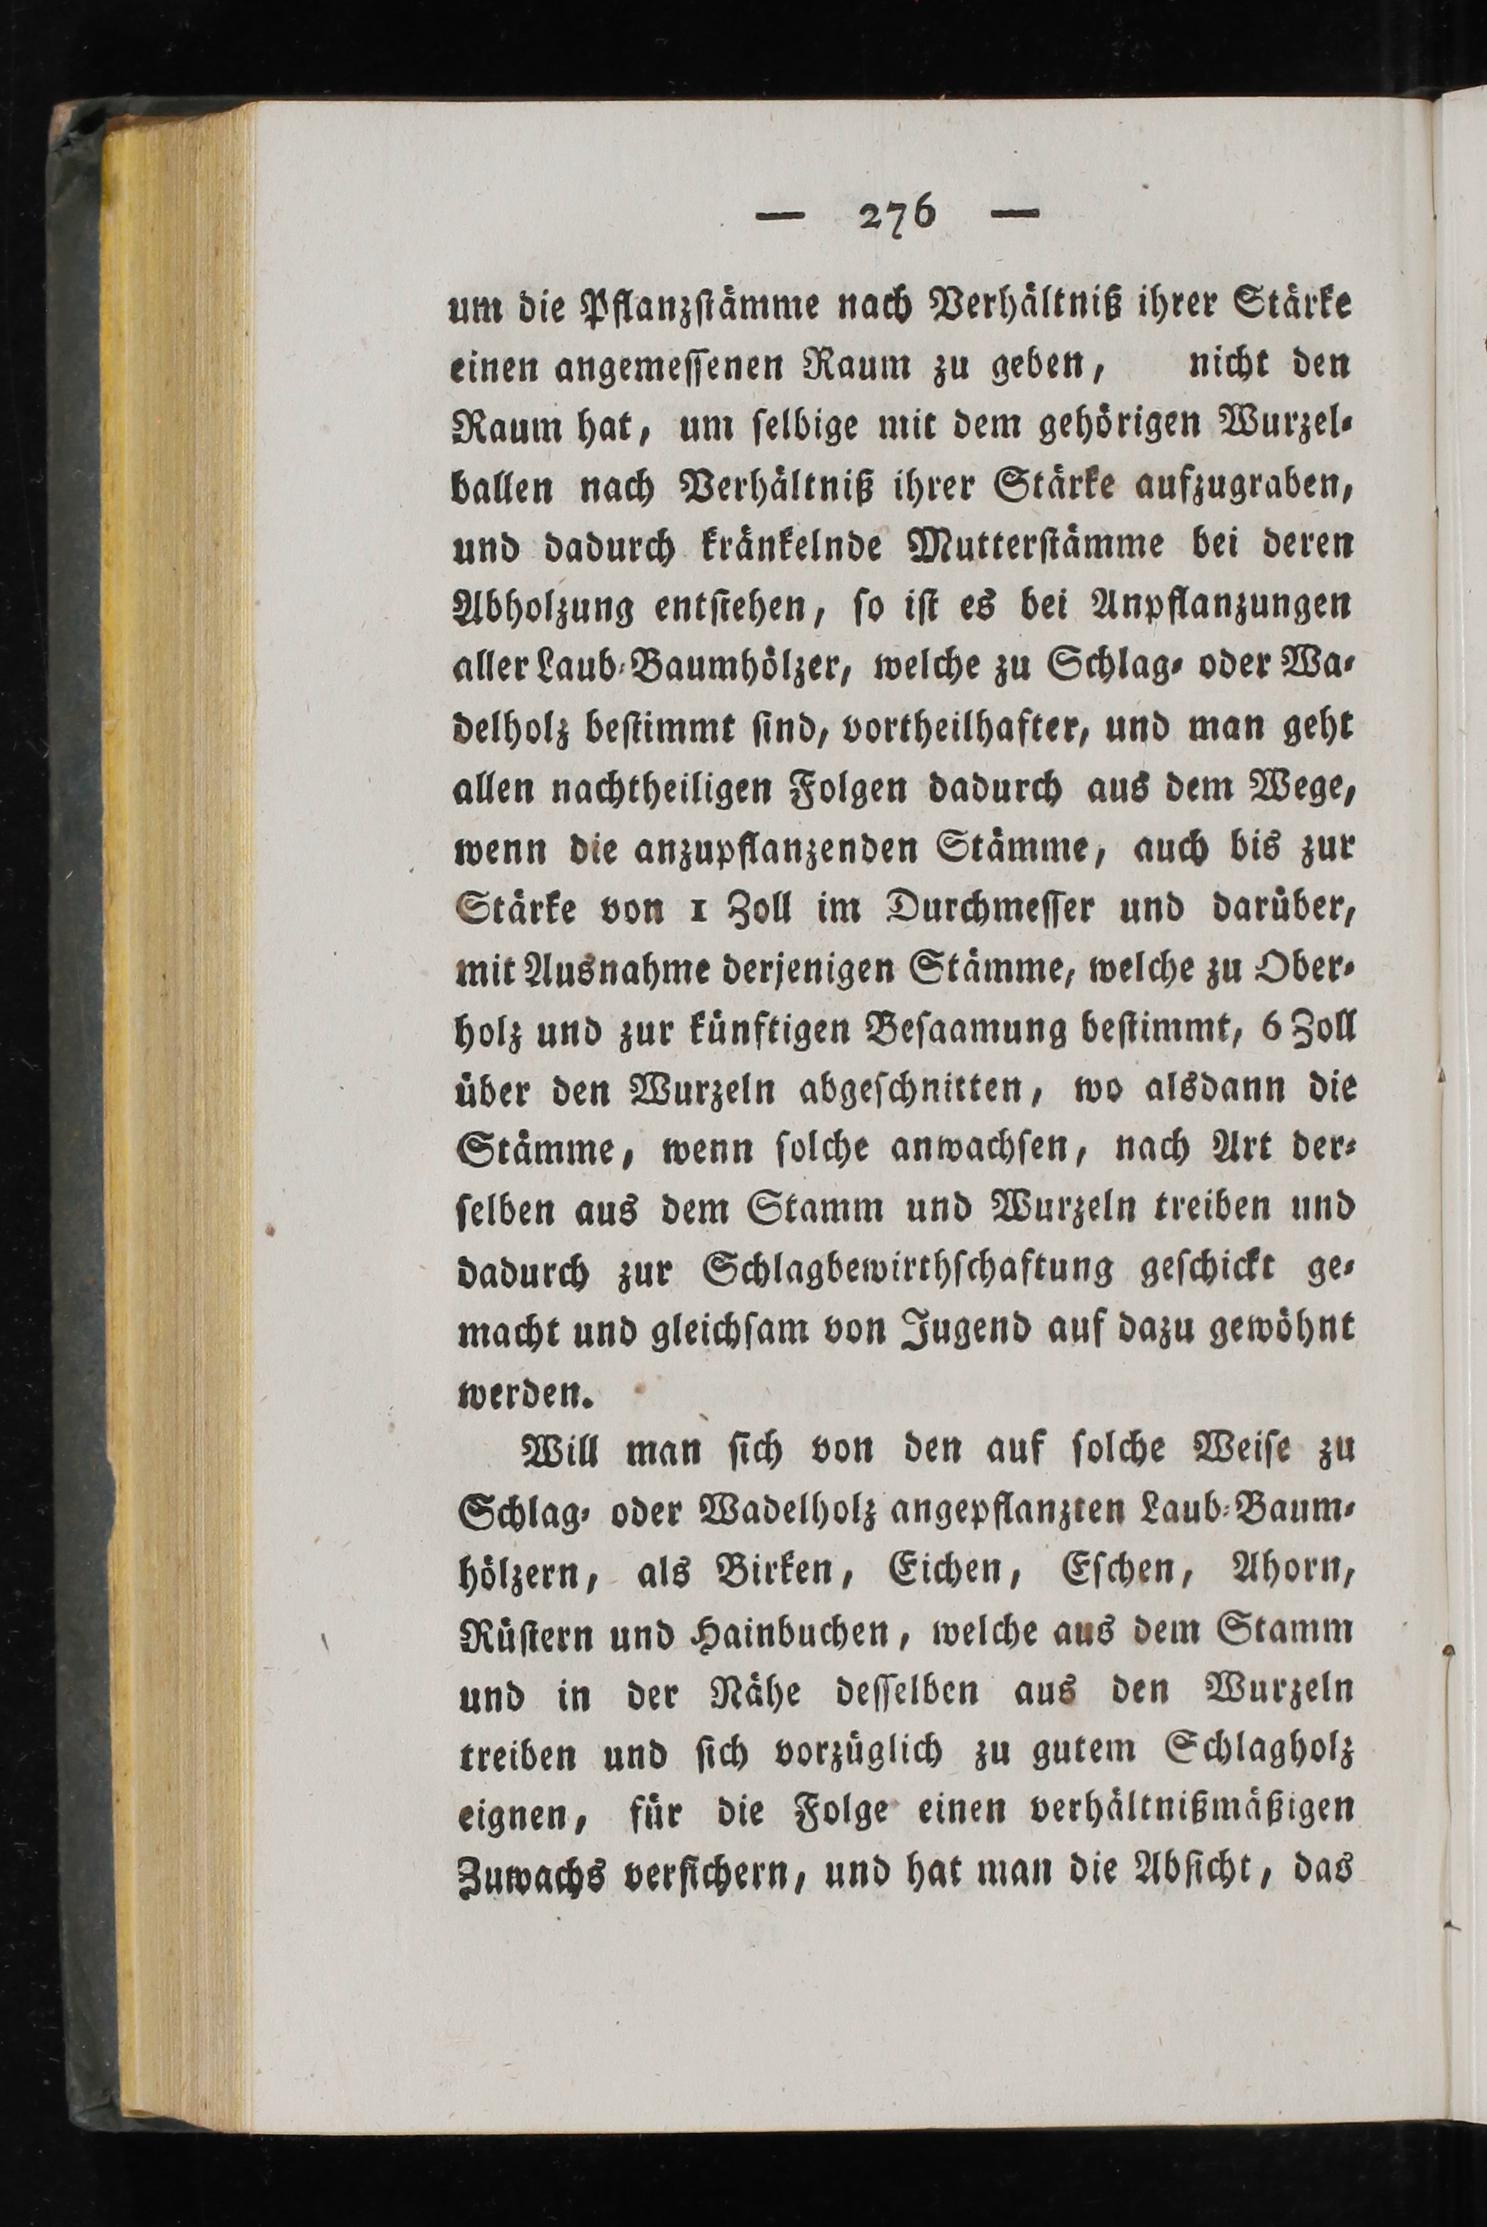 — 276 —
um die Pflanzstämme nach Verhältniß ihrer Stärke
einen angemessenen Raum zu geben, nicht den
Raum hat, um selbige mit dem gehörigen Wurzel-
ballen nach Verhältniß ihrer Stärke aufzugraben,
und dadurch kränkelnde Mutterstämme bei deren
Abholzung entstehen, so ist es bei Anpflanzungen
aller Laub-Baumhölzer, welche zu Schlag- oder Wa-
delholz bestimmt sind, vortheilhafter, und man geht
allen nachtheiligen Folgen dadurch aus dem Wege,
wenn die anzupflanzenden Stämme, auch bis zur
Stärke von 1 Zoll im Durchmesser und darüber,
mit Ausnahme derjenigen Stämme, welche zu Ober-
holz und zur künftigen Besaamung bestimmt, 6 Zoll
über den Wurzeln abgeschnitten, wo alsdann die
Stämme, wenn solche anwachsen, nach Art der-
selben aus dem Stamm und Wurzeln treiben und
dadurch zur Schlagbewirthschaftung geschickt ge-
macht und gleichsam von Jugend auf dazu gewöhnt
werden.
Will man sich von den auf solche Weise zu
Schlag- oder Wadelholz angepflanzten Laub-Baum-
hölzern, als Birken, Eichen, Eschen, Ahorn,
Rüstern und Hainbuchen, welche aus dem Stamm
und in der Nähe desselben aus den Wurzeln
treiben und sich vorzüglich zu gutem Schlagholz
eignen, für die Folge einen verhältnißmäßigen
Zuwachs versichern, und hat man die Absicht, das